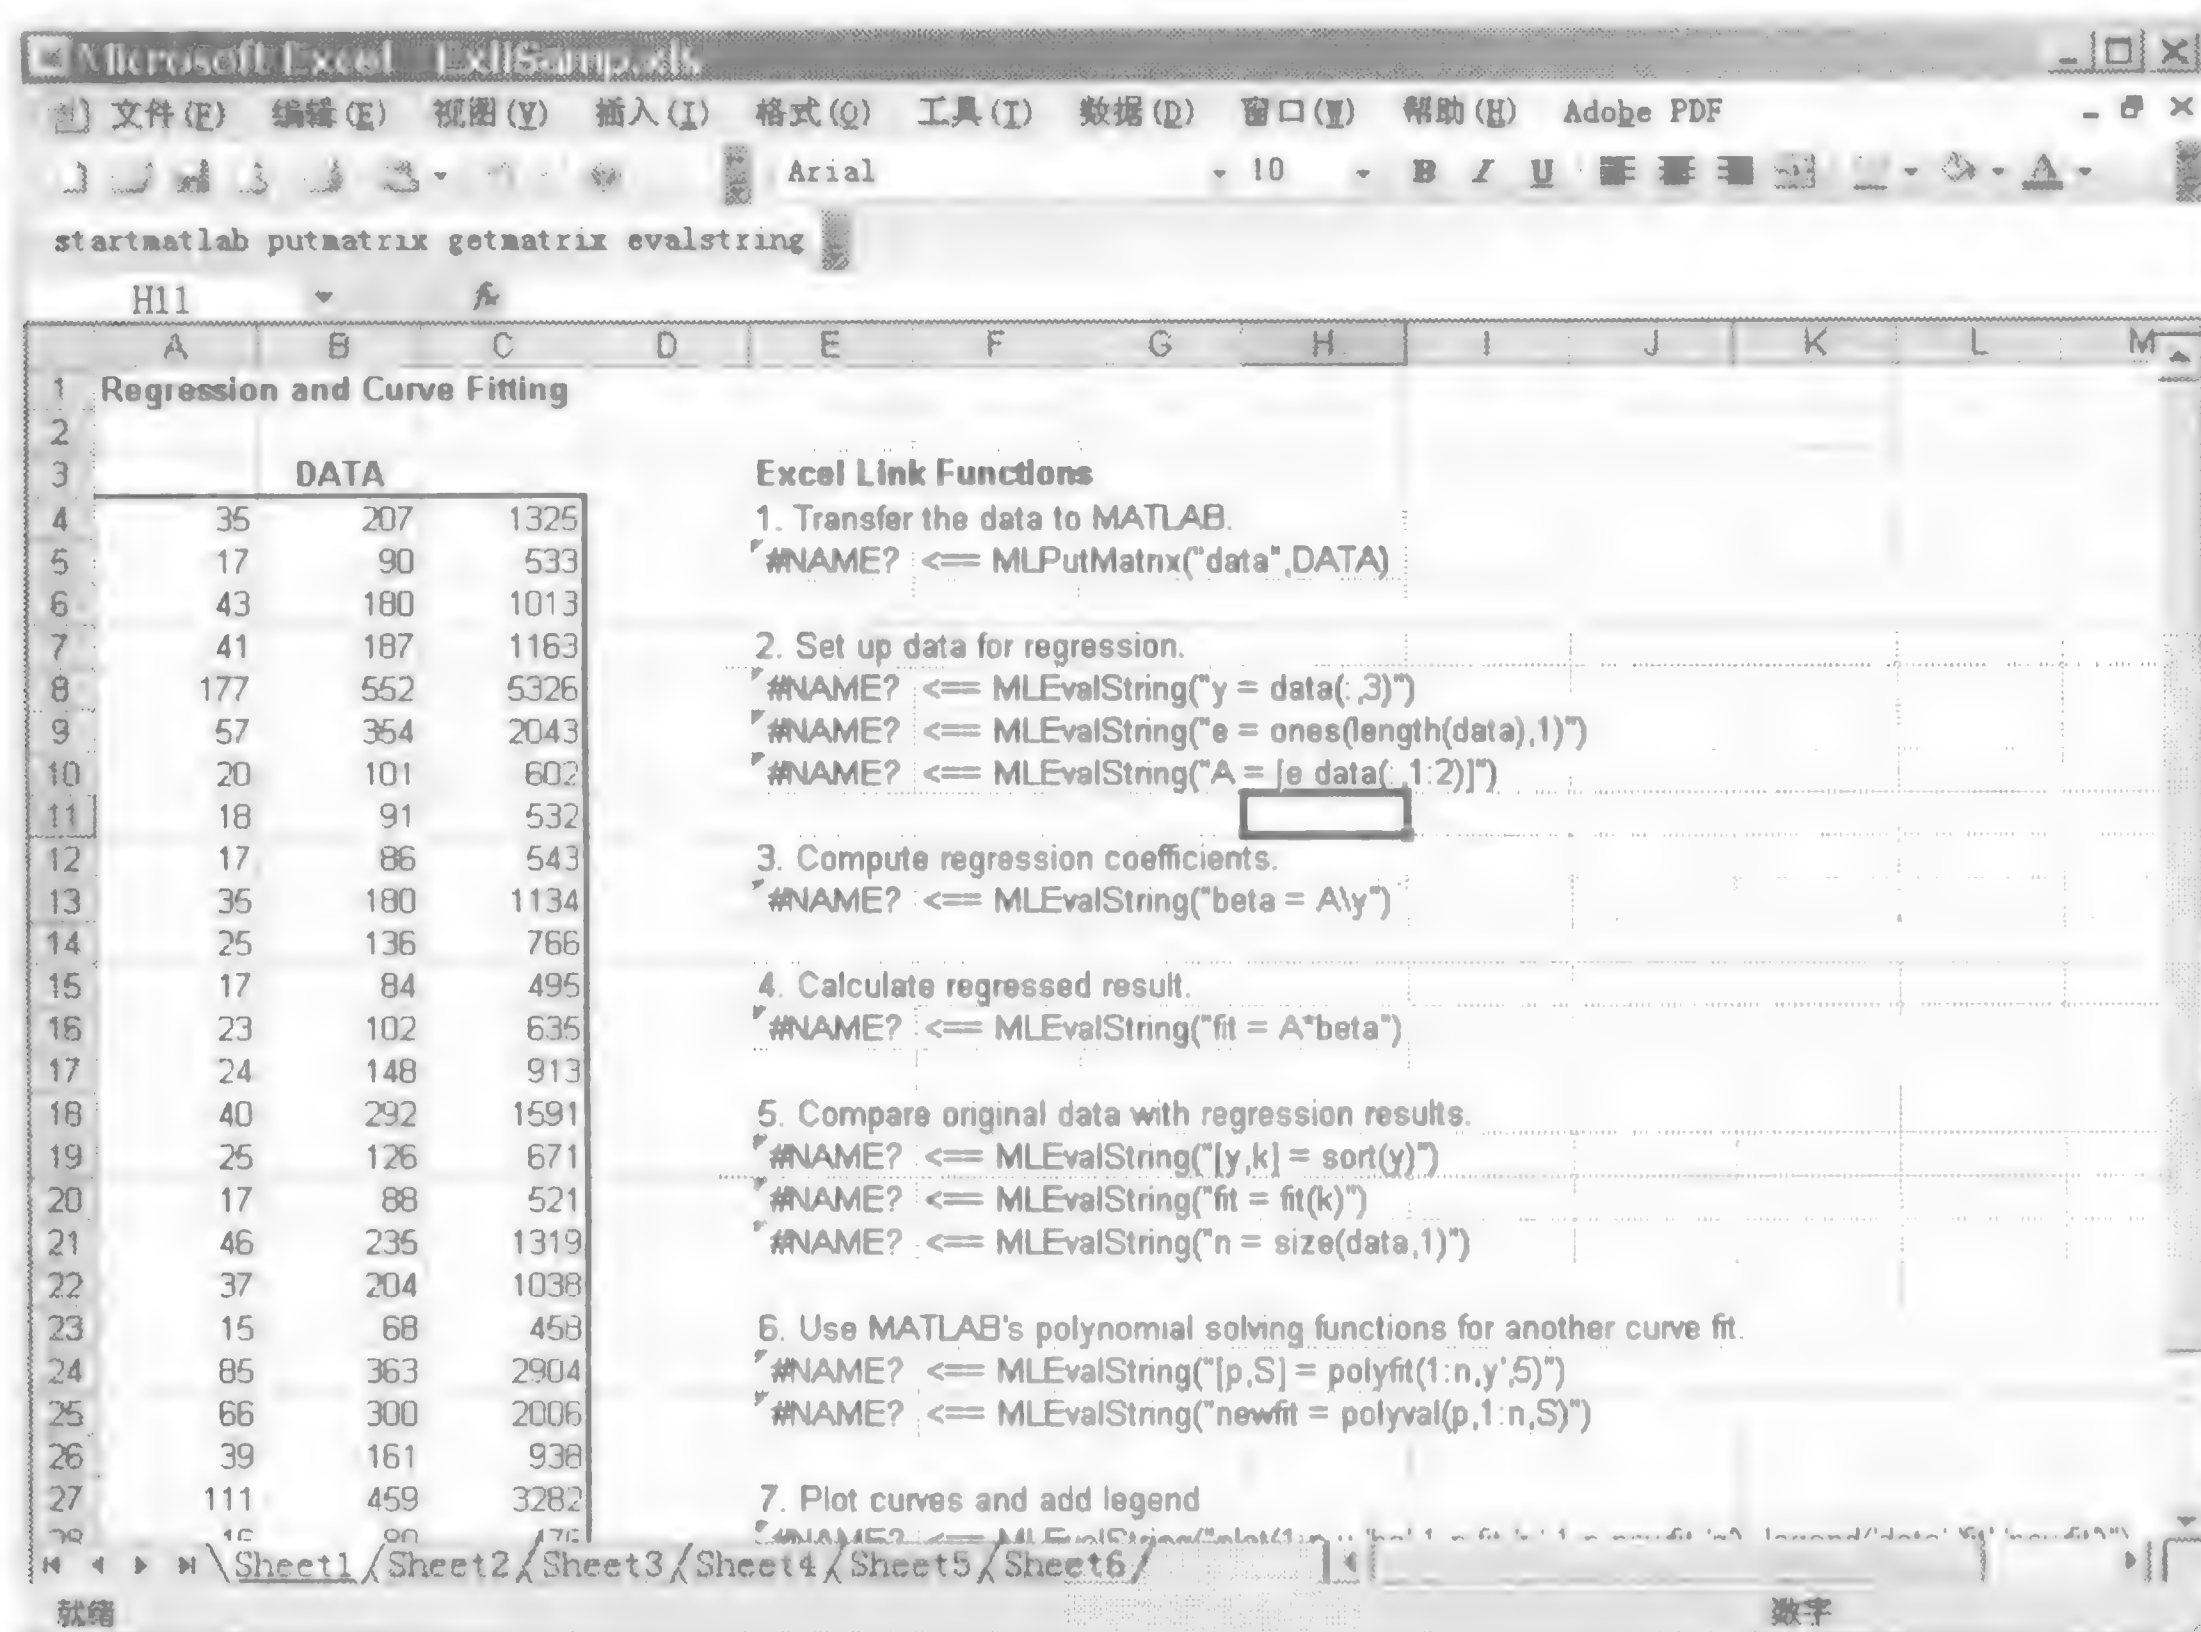 Microsoft Excel - ExliSamp.xls
文件(F) 编辑(E) 视图(V) 插入(I) 格式(O) 工具(T) 数据(D) 窗口(W) 帮助(H) Adobe PDF
Arial 10 B I U A
startmatlab putmatrix getmatrix evalstring
H11 fx
A B C D E F G H I J K L M
1 Regression and Curve Fitting
2
3 DATA Excel Link Functions
4 35 207 1325 1. Transfer the data to MATLAB.
5 17 90 533 #NAME? <== MLPutMatrix("data",DATA)
6 43 180 1013
7 41 187 1163 2. Set up data for regression.
8 177 552 5326 #NAME? <== MLEvalString("y = data(:,3)")
9 57 354 2043 #NAME? <== MLEvalString("e = ones(length(data),1)")
10 20 101 602 #NAME? <== MLEvalString("A = [e data(:,1:2)]")
11 18 91 532
12 17 86 543 3. Compute regression coefficients.
13 35 180 1134 #NAME? <== MLEvalString("beta = A\y")
14 25 136 766
15 17 84 495 4. Calculate regressed result.
16 23 102 635 #NAME? <== MLEvalString("fit = A*beta")
17 24 148 913
18 40 292 1591 5. Compare original data with regression results.
19 25 126 671 #NAME? <== MLEvalString("[y,k] = sort(y)")
20 17 88 521 #NAME? <== MLEvalString("fit = fit(k)")
21 46 235 1319 #NAME? <== MLEvalString("n = size(data,1)")
22 37 204 1038
23 15 68 458 6. Use MATLAB's polynomial solving functions for another curve fit.
24 85 363 2904 #NAME? <== MLEvalString("[p,S] = polyfit(1:n,y',5)")
25 66 300 2006 #NAME? <== MLEvalString("newfit = polyval(p,1:n,S)")
26 39 161 938
27 111 459 3282 7. Plot curves and add legend
Sheet1 Sheet2 Sheet3 Sheet4 Sheet5 Sheet6
就绪 数字